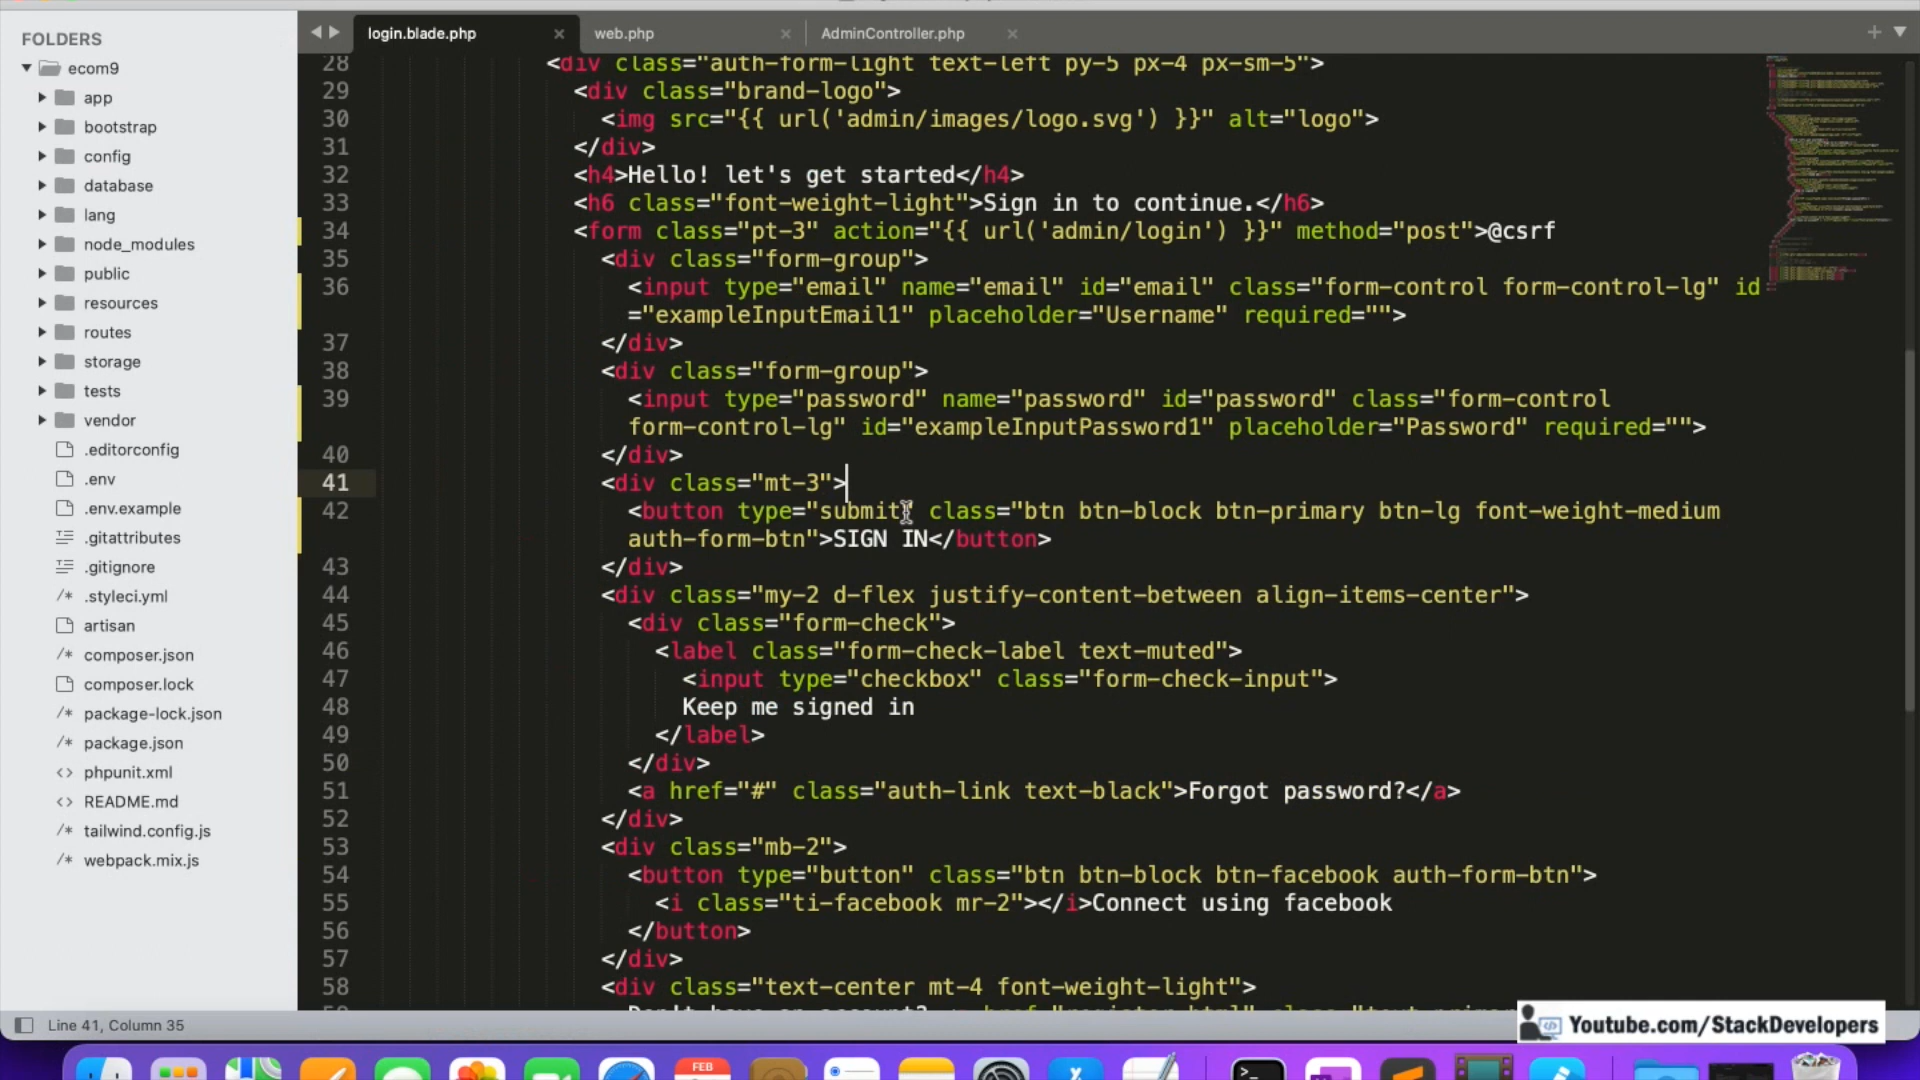 FOLDERS
ecom9
app
bootstrap
config
database
lang
node_modules
public
resources
routes
storage
tests
vendor
.editorconfig
.env
.env.example
.gitattributes
.gitignore
/* .styleci.yml
artisan
/* composer.json
composer.lock
/* package-lock.json
/* package.json
<> phpunit.xml
<> README.md
/* tailwind.config.js
/* webpack.mix.js
login.blade.php × web.php × AdminController.php ×
28 <div class="auth-form-light text-left py-5 px-4 px-sm-5">
29 <div class="brand-logo">
30 <img src="{{ url('admin/images/logo.svg') }}" alt="logo">
31 </div>
32 <h4>Hello! let's get started</h4>
33 <h6 class="font-weight-light">Sign in to continue.</h6>
34 <form class="pt-3" action="{{ url('admin/login') }}" method="post">@csrf
35 <div class="form-group">
36 <input type="email" name="email" id="email" class="form-control form-control-lg" id
="exampleInputEmail1" placeholder="Username" required="">
37 </div>
38 <div class="form-group">
39 <input type="password" name="password" id="password" class="form-control
form-control-lg" id="exampleInputPassword1" placeholder="Password" required="">
40 </div>
41 <div class="mt-3">
42 <button type="submit" class="btn btn-block btn-primary btn-lg font-weight-medium
auth-form-btn">SIGN IN</button>
43 </div>
44 <div class="my-2 d-flex justify-content-between align-items-center">
45 <div class="form-check">
46 <label class="form-check-label text-muted">
47 <input type="checkbox" class="form-check-input">
48 Keep me signed in
49 </label>
50 </div>
51 <a href="#" class="auth-link text-black">Forgot password?</a>
52 </div>
53 <div class="mb-2">
54 <button type="button" class="btn btn-block btn-facebook auth-form-btn">
55 <i class="ti-facebook mr-2"></i>Connect using facebook
56 </button>
57 </div>
58 <div class="text-center mt-4 font-weight-light">
Line 41, Column 35
Youtube.com/StackDevelopers
FEB